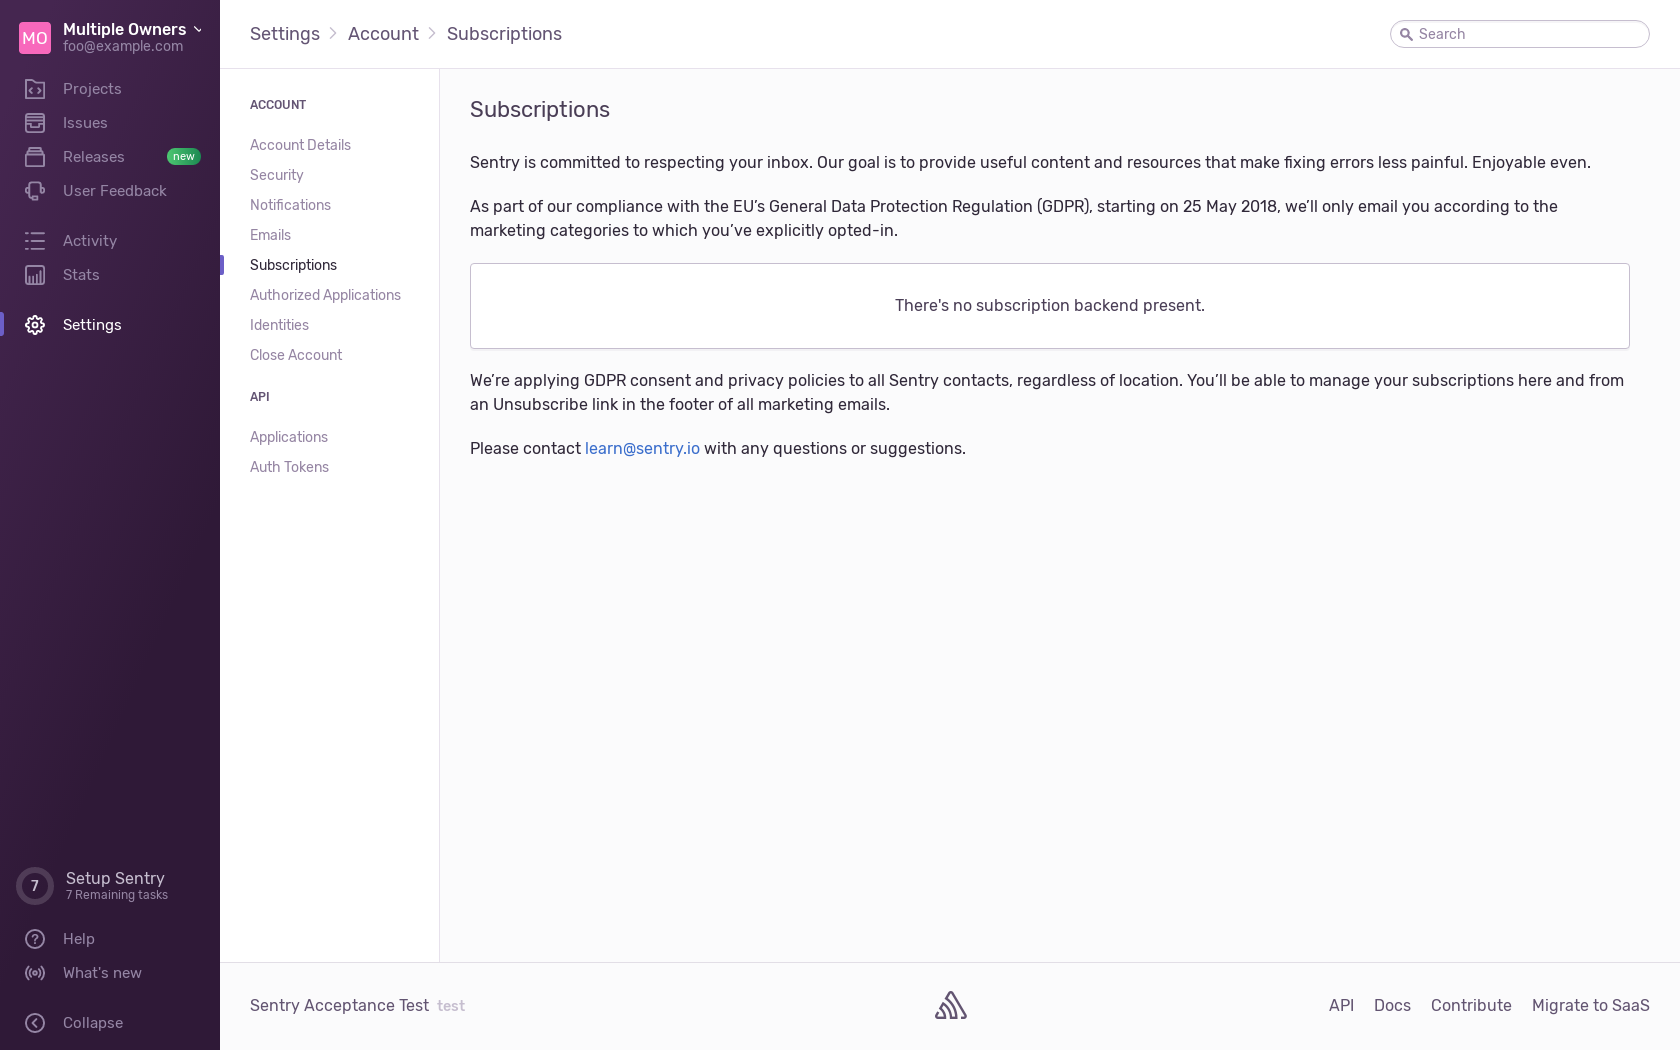 MO
Multiple Owners
foo@example.com
Projects
Issues
Releases
new
User Feedback
Activity
Stats
Settings
7
Setup Sentry
7 Remaining tasks
Help
What's new
Collapse
Settings
Account
Subscriptions
Search
ACCOUNT
Account Details
Security
Notifications
Emails
Subscriptions
Authorized Applications
Identities
Close Account
API
Applications
Auth Tokens
Subscriptions
Sentry is committed to respecting your inbox. Our goal is to provide useful content and resources that make fixing errors less painful. Enjoyable even.
As part of our compliance with the EU’s General Data Protection Regulation (GDPR), starting on 25 May 2018, we’ll only email you according to the
marketing categories to which you’ve explicitly opted-in.
There's no subscription backend present.
We’re applying GDPR consent and privacy policies to all Sentry contacts, regardless of location. You’ll be able to manage your subscriptions here and from
an Unsubscribe link in the footer of all marketing emails.
Please contact learn@sentry.io with any questions or suggestions.
Sentry Acceptance Test test
API
Docs
Contribute
Migrate to SaaS